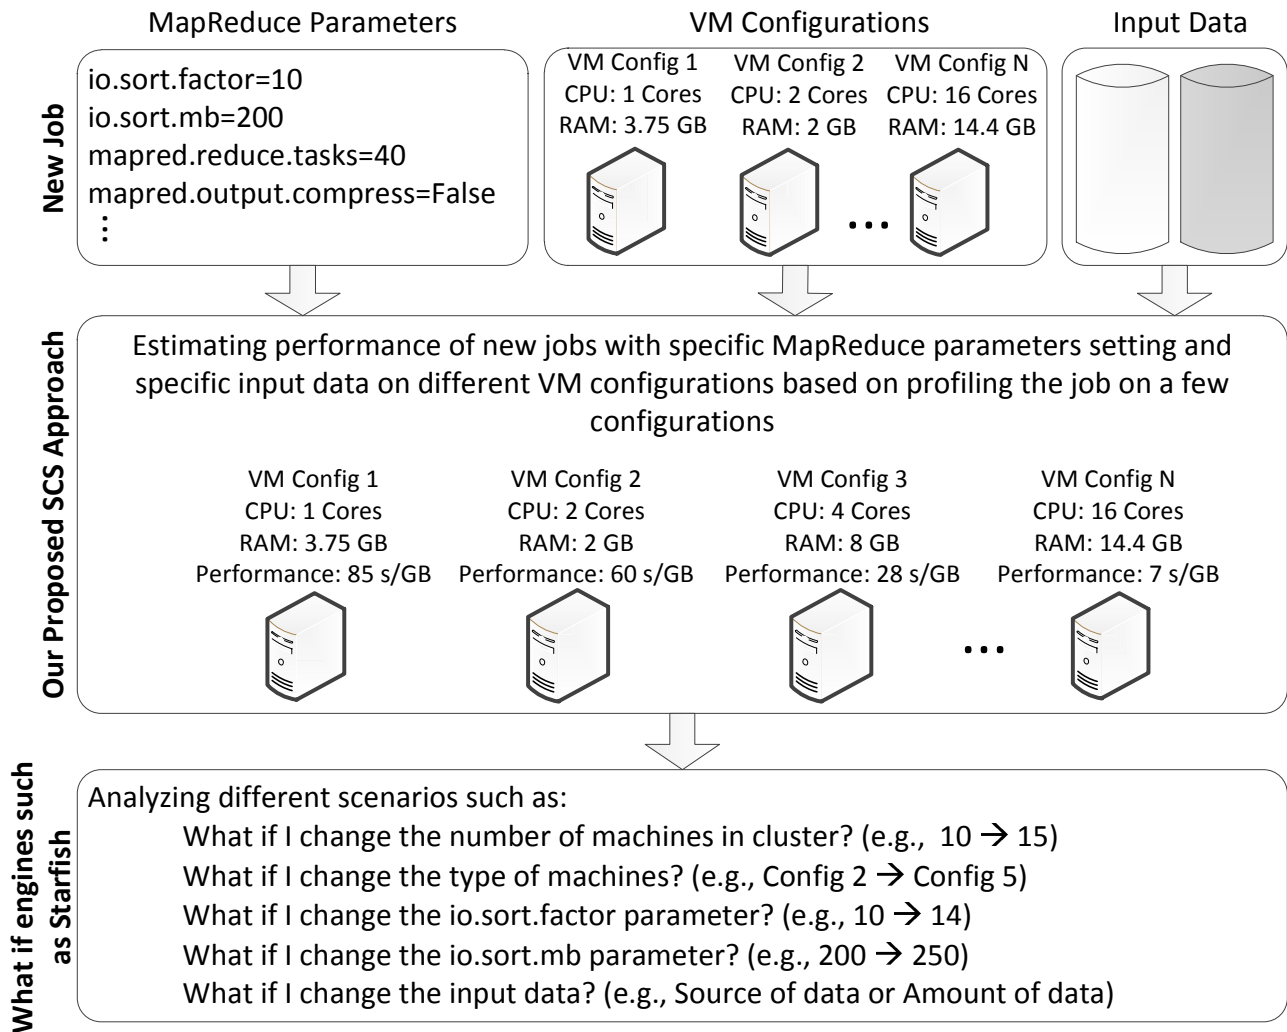 MapReduce Parameters
VM Configurations
Input Data
New Job
io.sort.factor=10
io.sort.mb=200
mapred.reduce.tasks=40
mapred.output.compress=False
⋮
VM Config 1
CPU: 1 Cores
RAM: 3.75 GB
VM Config 2
CPU: 2 Cores
RAM: 2 GB
...
VM Config N
CPU: 16 Cores
RAM: 14.4 GB
Our Proposed SCS Approach
Estimating performance of new jobs with specific MapReduce parameters setting and
specific input data on different VM configurations based on profiling the job on a few
configurations
VM Config 1
CPU: 1 Cores
RAM: 3.75 GB
Performance: 85 s/GB
VM Config 2
CPU: 2 Cores
RAM: 2 GB
Performance: 60 s/GB
VM Config 3
CPU: 4 Cores
RAM: 8 GB
Performance: 28 s/GB
...
VM Config N
CPU: 16 Cores
RAM: 14.4 GB
Performance: 7 s/GB
What if engines such
as Starfish
Analyzing different scenarios such as:
What if I change the number of machines in cluster? (e.g., 10 → 15)
What if I change the type of machines? (e.g., Config 2 → Config 5)
What if I change the io.sort.factor parameter? (e.g., 10 → 14)
What if I change the io.sort.mb parameter? (e.g., 200 → 250)
What if I change the input data? (e.g., Source of data or Amount of data)